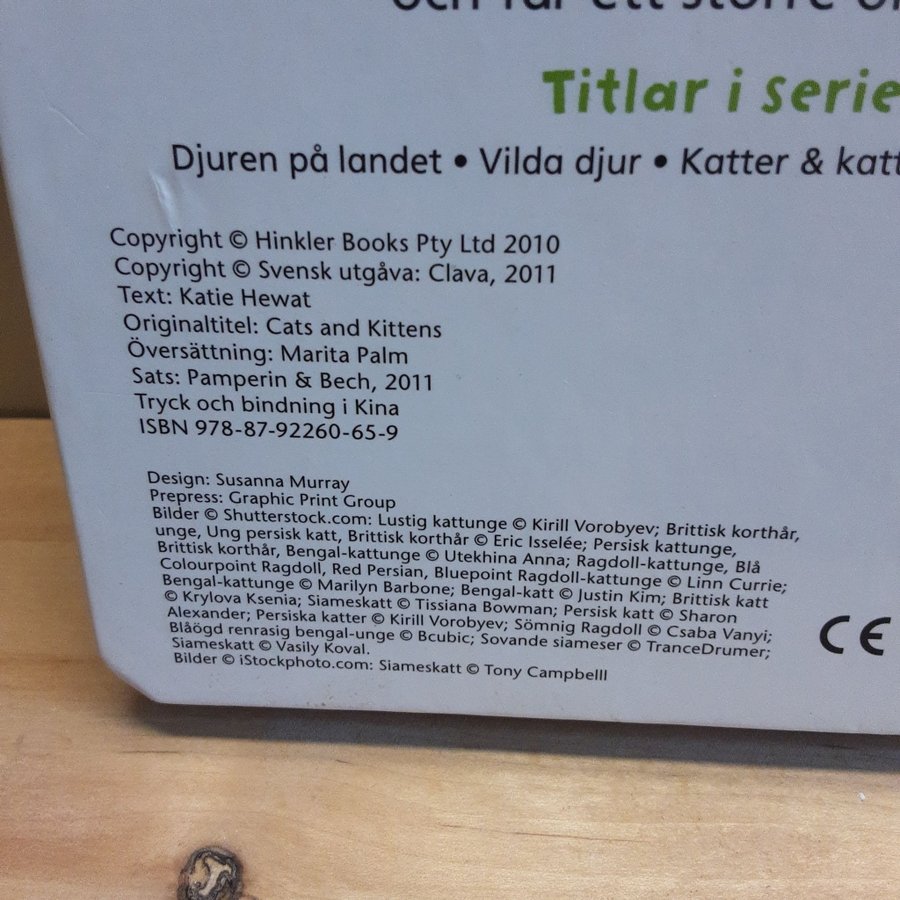 och får ett större
Titlar i serie
Djuren på landet • Vilda djur • Katter & katt
Copyright © Hinkler Books Pty Ltd 2010
Copyright © Svensk utgåva: Clava, 2011
Text: Katie Hewat
Originaltitel: Cats and Kittens
Översättning: Marita Palm
Sats: Pamperin & Bech, 2011
Tryck och bindning i Kina
ISBN 978-87-92260-65-9
Design: Susanna Murray
Prepress: Graphic Print Group
Bilder © Shutterstock.com: Lustig kattunge © Kirill Vorobyev; Brittisk korthår,
unge, Ung persisk katt, Brittisk korthår © Eric Isselée; Persisk kattunge,
Brittisk korthår, Bengal-kattunge © Utekhina Anna; Ragdoll-kattunge, Blå
Colourpoint Ragdoll, Red Persian, Bluepoint Ragdoll-kattunge © Linn Currie;
Bengal-kattunge © Marilyn Barbone; Bengal-katt © Justin Kim; Brittisk katt
© Krylova Ksenia; Siameskatt © Tissiana Bowman; Persisk katt © Sharon
Alexander; Persiska katter © Kirill Vorobyev; Sömnig Ragdoll © Csaba Vanyi;
Blåögd renrasig bengal-unge © Bcubic; Sovande siameser © TranceDrumer;
Siameskatt © Vasily Koval.
Bilder © iStockphoto.com: Siameskatt © Tony Campbelll
CE